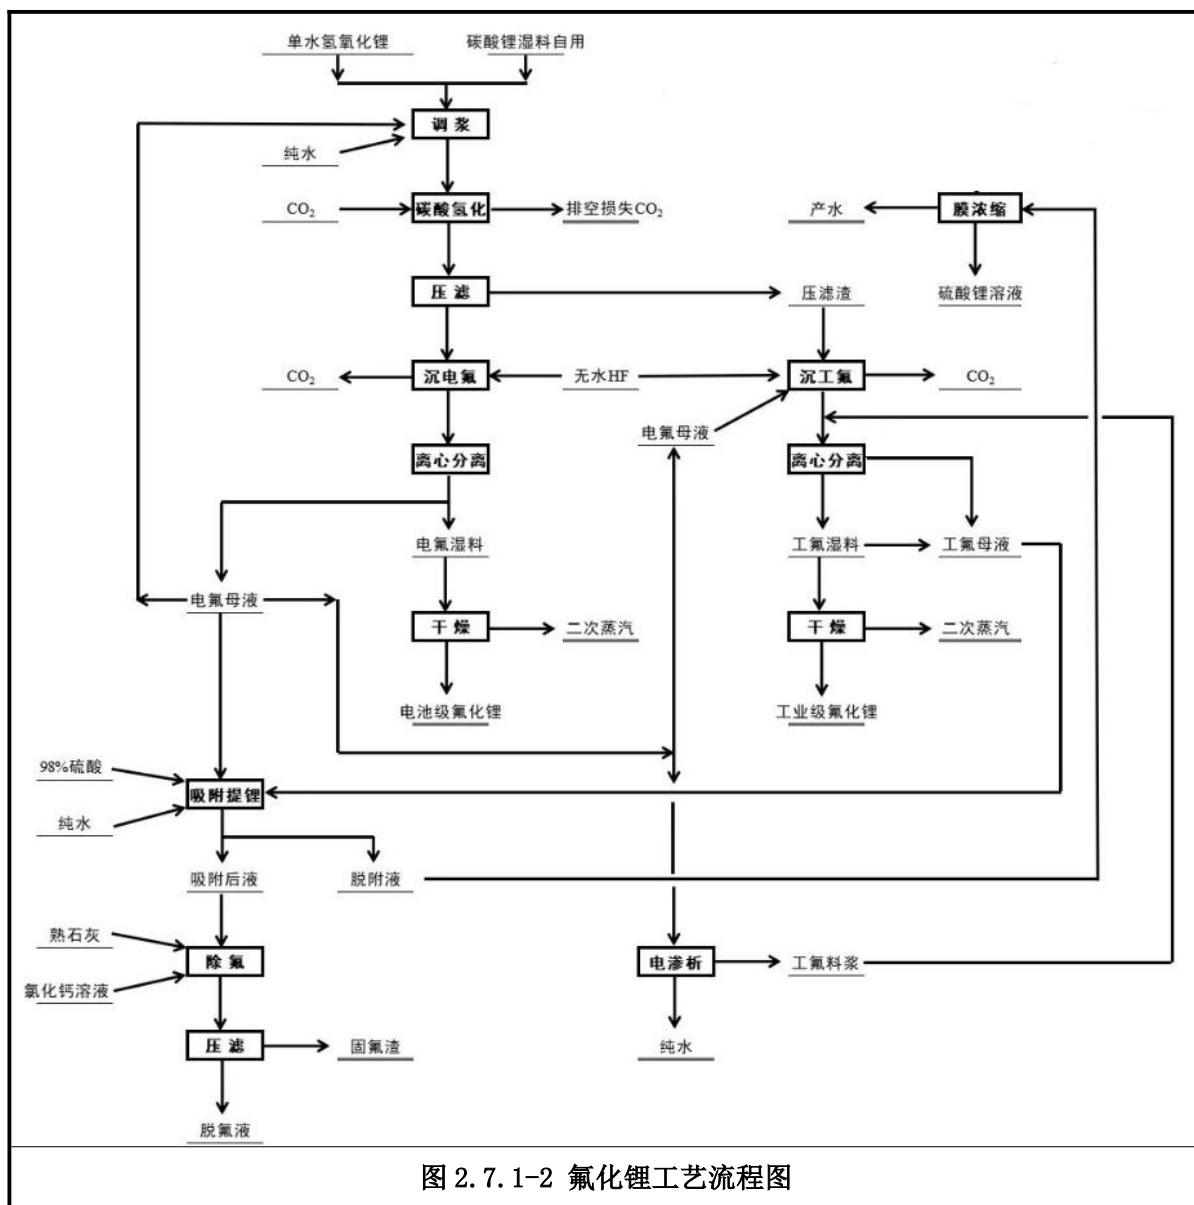 单水氢氧化锂
碳酸锂湿料自用
调 浆
纯水
CO₂
碳酸氢化
排空损失CO₂
产水
膜浓缩
压 滤
压滤渣
硫酸锂溶液
CO₂
沉电氟
无水HF
沉工氟
CO₂
电氟母液
离心分离
离心分离
电氟湿料
工氟湿料
工氟母液
电氟母液
干 燥
二次蒸汽
干 燥
二次蒸汽
电池级氟化锂
工业级氟化锂
98%硫酸
吸附提锂
纯水
吸附后液
脱附液
熟石灰
除 氟
电渗析
工氟料浆
氯化钙溶液
压 滤
固氟渣
纯水
脱氟液
图 2.7.1-2 氟化锂工艺流程图